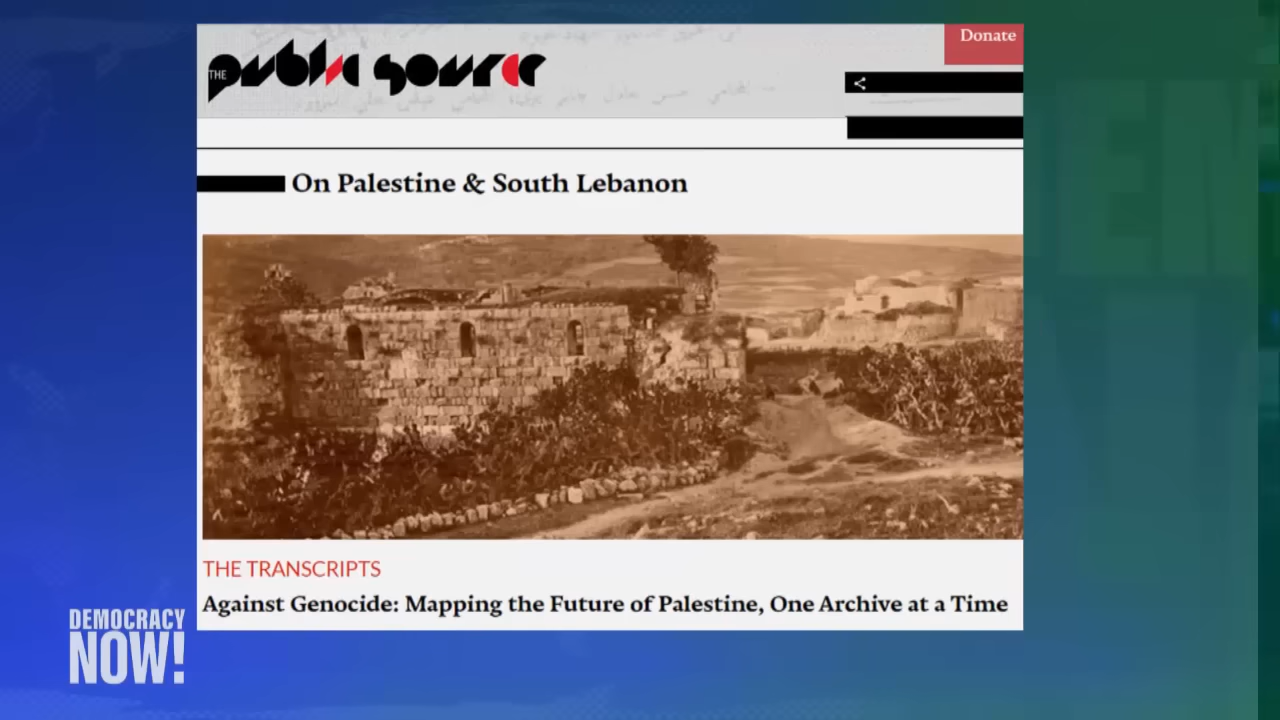 THE public source
Donate
On Palestine & South Lebanon
THE TRANSCRIPTS
Against Genocide: Mapping the Future of Palestine, One Archive at a Time
DEMOCRACY
NOW!